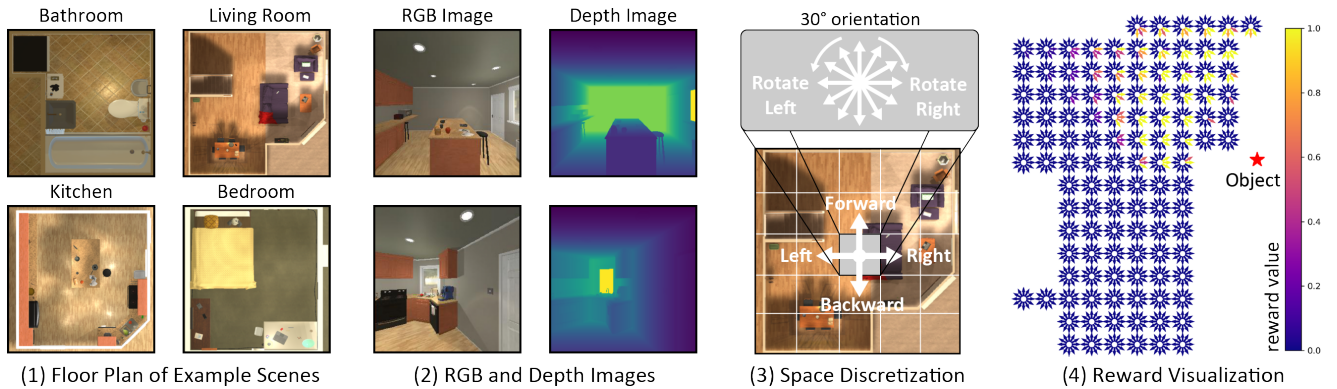 Bathroom
Living Room
Kitchen
Bedroom
(1) Floor Plan of Example Scenes
RGB Image
Depth Image
(2) RGB and Depth Images
30° orientation
Rotate Left
Rotate Right
Forward
Left
Right
Backward
(3) Space Discretization
Object
reward value
1.0
0.8
0.6
0.4
0.2
0.0
(4) Reward Visualization